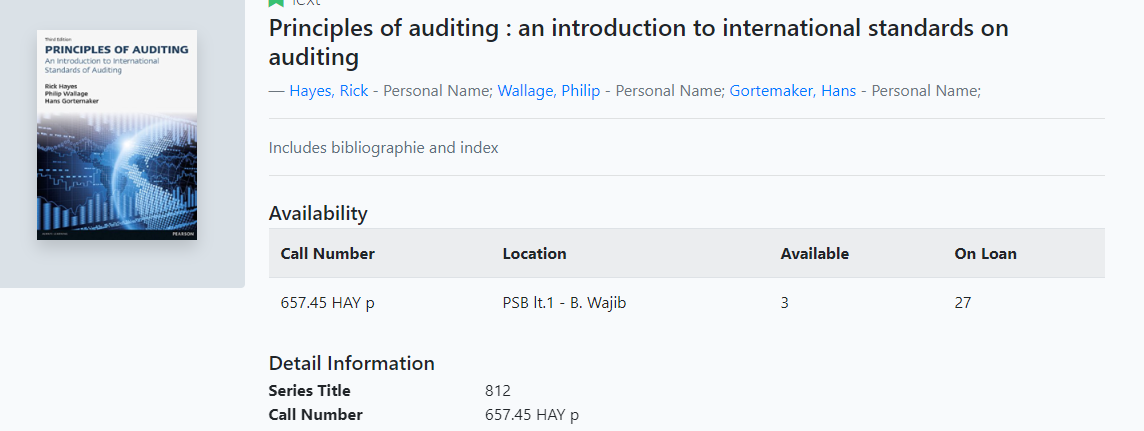 Text
Principles of auditing : an introduction to international standards on
auditing
— Hayes, Rick - Personal Name; Wallage, Philip - Personal Name; Gortemaker, Hans - Personal Name;
Third Edition
PRINCIPLES OF AUDITING
An Introduction to International
Standards of Auditing
Rick Hayes
Philip Wallage
Hans Gortemaker
PEARSON
Includes bibliographie and index
Availability
Call Number Location Available On Loan
657.45 HAY p PSB lt.1 - B. Wajib 3 27
Detail Information
Series Title 812
Call Number 657.45 HAY p